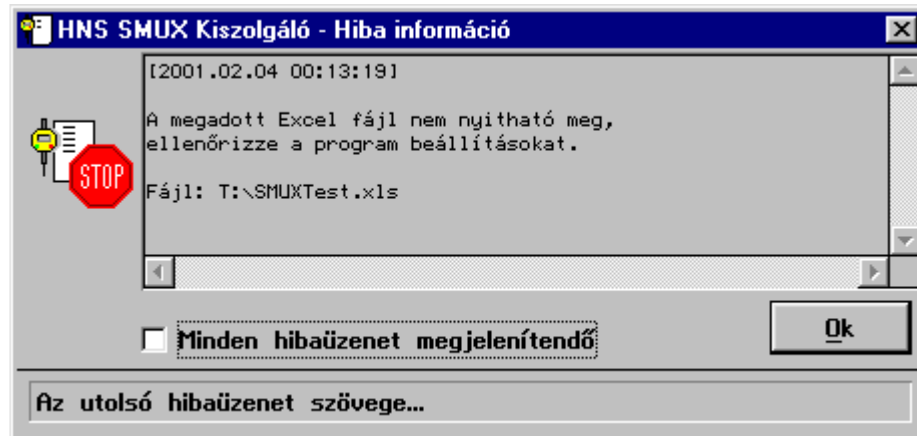 HNS SMUX Kiszolgáló - Hiba információ
[2001.02.04 00:13:19]
A megadott Excel fájl nem nyitható meg,
ellenőrizze a program beállításokat.
STOP
Fájl: T:\SMUXTest.xls
Minden hibaüzenet megjelenítendő
Ok
Az utolsó hibaüzenet szövege...